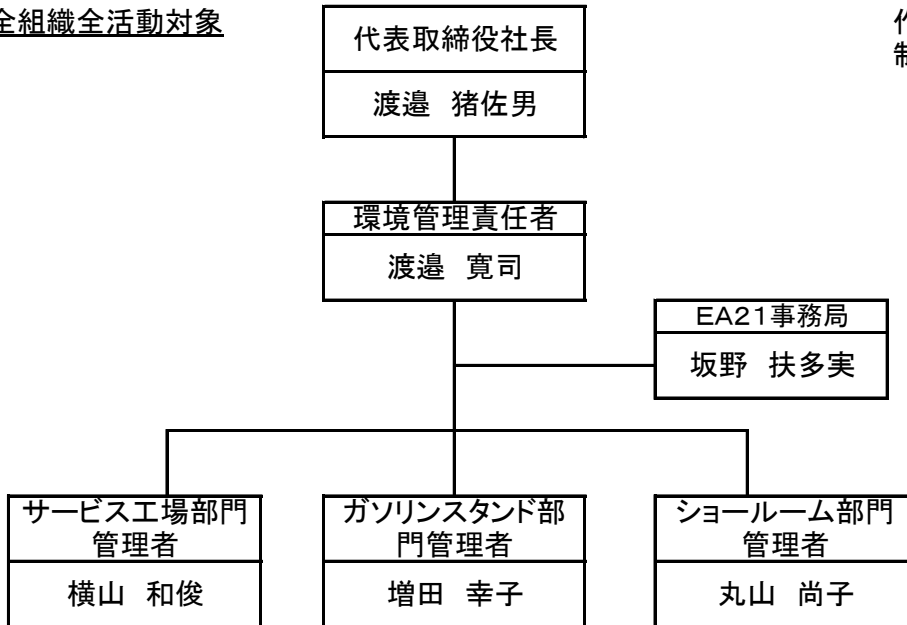 全組織全活動対象
代表取締役社長
渡邉 猪佐男
環境管理責任者
渡邉 寛司
EA21事務局
坂野 扶多実
サービス工場部門
管理者
横山 和俊
ガソリンスタンド部
門管理者
増田 幸子
ショールーム部門
管理者
丸山 尚子